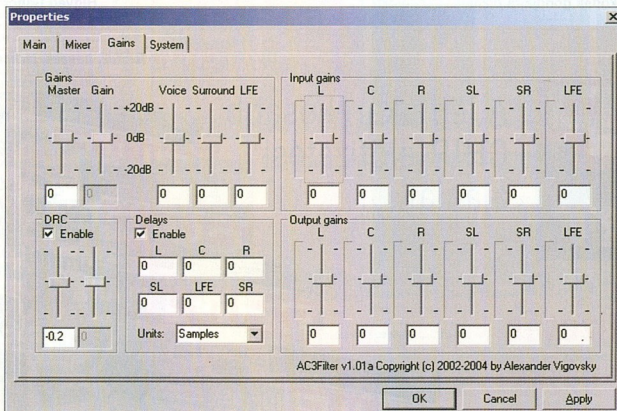 Properties
Main Mixer Gains System
Gains
Master Gain Voice Surround LFE
+20dB
0dB
-20dB
0 0 0 0 0
Input gains
L C R SL SR LFE
0 0 0 0 0 0
DRC
Enable
-0.2 0
Delays
Enable
L C R
0 0 0
SL LFE SR
0 0 0
Units: Samples
Output gains
L C R SL SR LFE
0 0 0 0 0 0
AC3Filter v1.01a Copyright (c) 2002-2004 by Alexander Vigovsky
OK Cancel Apply